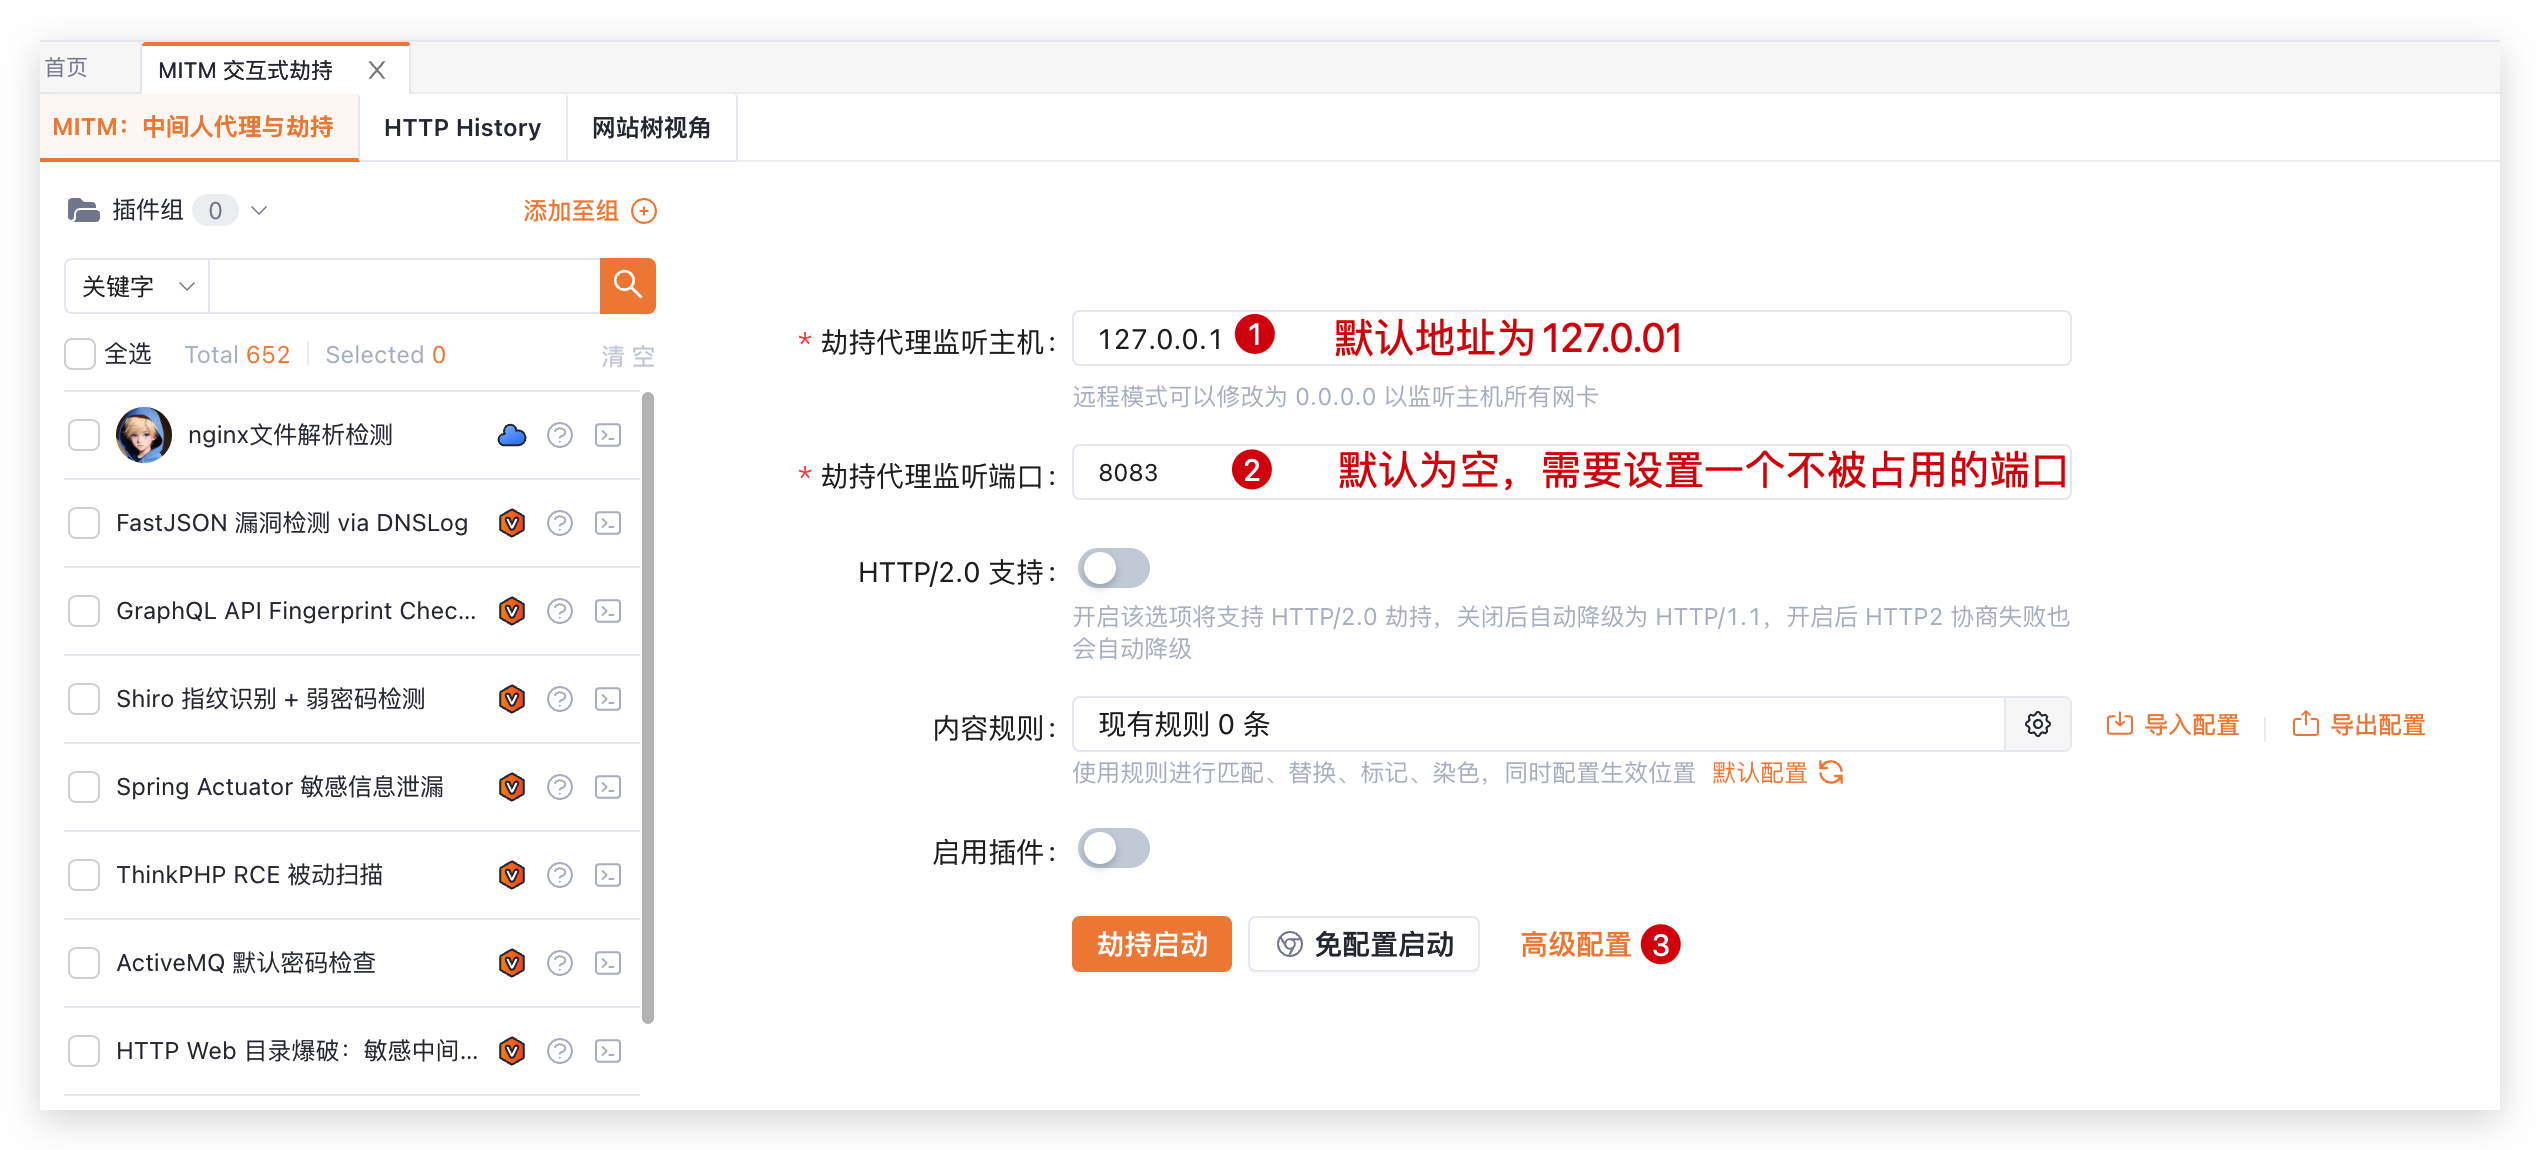 首页
MITM 交互式劫持
MITM：中间人代理与劫持
HTTP History
网站树视角
插件组 0
添加至组
关键字
全选 Total 652 Selected 0 清 空
nginx文件解析检测
FastJSON 漏洞检测 via DNSLog
GraphQL API Fingerprint Chec...
Shiro 指纹识别 + 弱密码检测
Spring Actuator 敏感信息泄漏
ThinkPHP RCE 被动扫描
ActiveMQ 默认密码检查
HTTP Web 目录爆破：敏感中间...
* 劫持代理监听主机： 127.0.0.1 1 默认地址为127.0.01
远程模式可以修改为 0.0.0.0 以监听主机所有网卡
* 劫持代理监听端口： 8083 2 默认为空，需要设置一个不被占用的端口
HTTP/2.0 支持：
开启该选项将支持 HTTP/2.0 劫持，关闭后自动降级为 HTTP/1.1，开启后 HTTP2 协商失败也
会自动降级
内容规则： 现有规则 0 条 导入配置 导出配置
使用规则进行匹配、替换、标记、染色，同时配置生效位置 默认配置
启用插件：
劫持启动 免配置启动 高级配置 3